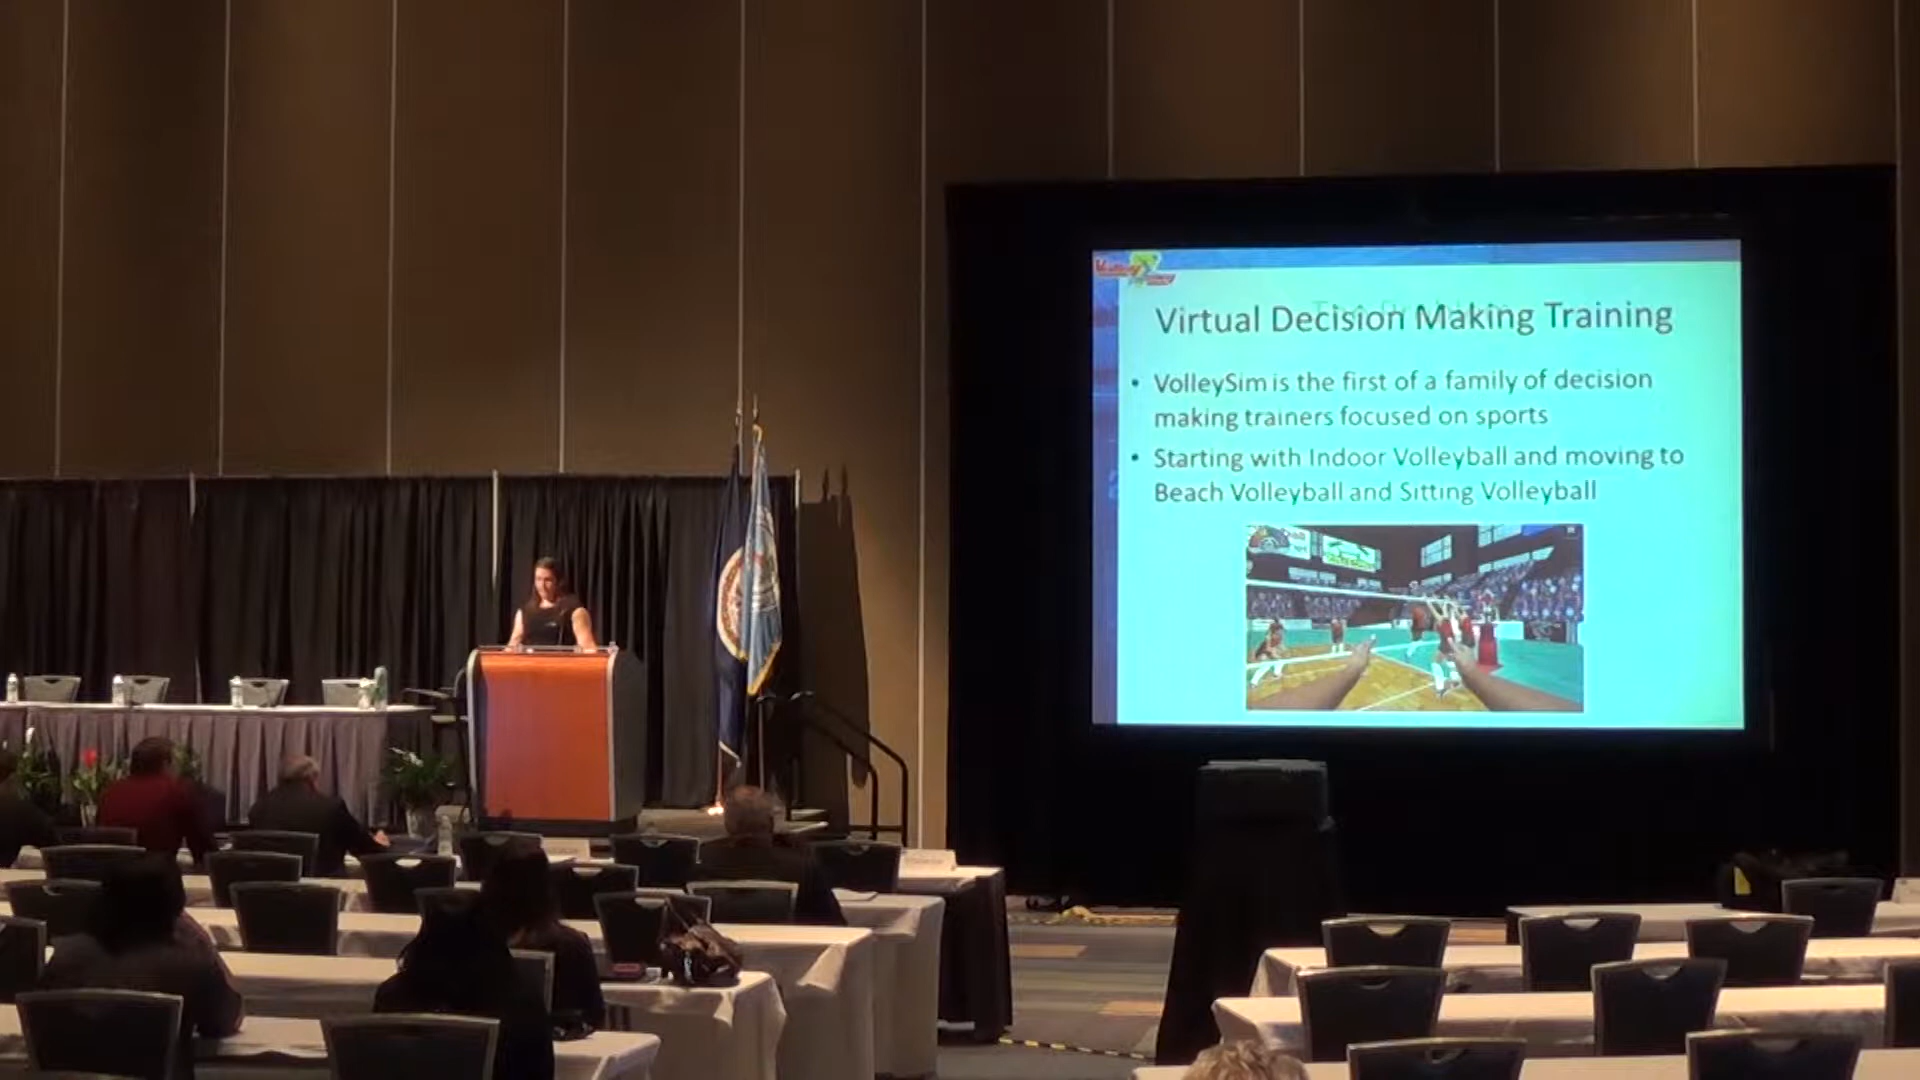 Virtual Decision Making Training
• VolleySim is the first of a family of decision
making trainers focused on sports
• Starting with Indoor Volleyball and moving to
Beach Volleyball and Sitting Volleyball